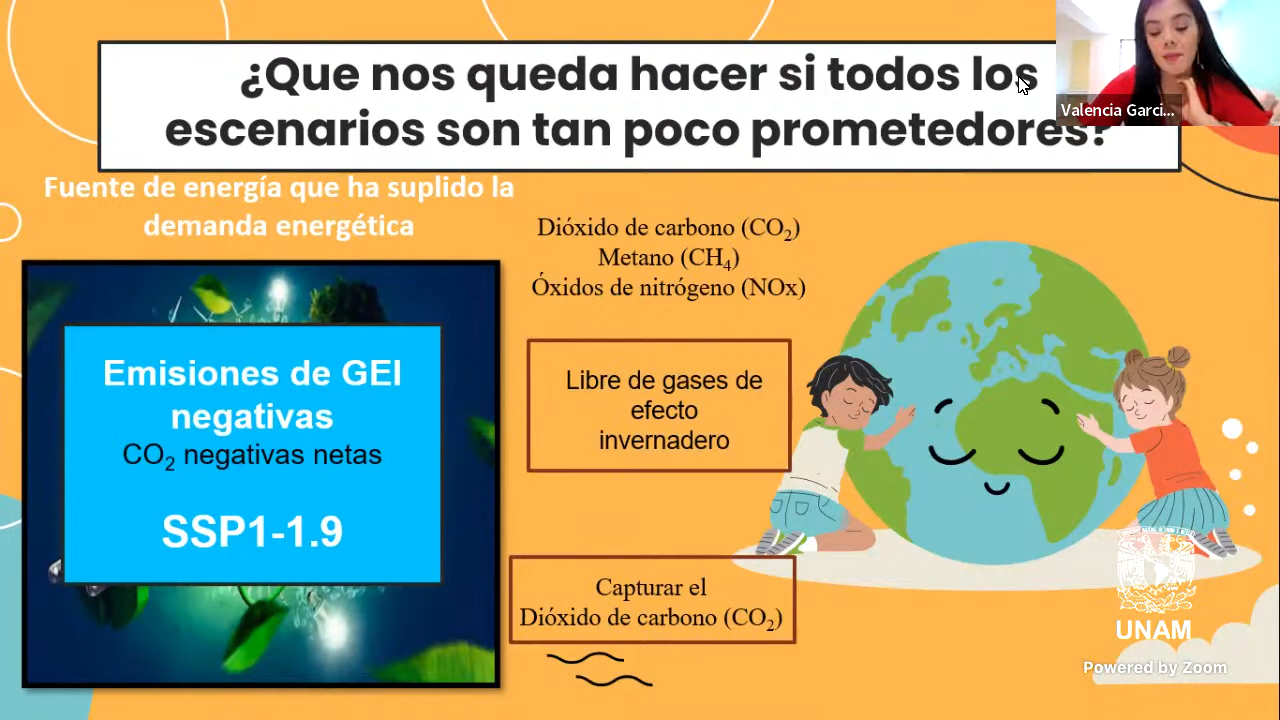 ¿Que nos queda hacer si todos los
escenarios son tan poco prometedores?
Valencia Garci...
Fuente de energía que ha suplido la
demanda energética
Dióxido de carbono (CO₂)
Metano (CH₄)
Óxidos de nitrógeno (NOx)
Emisiones de GEI
negativas
CO₂ negativas netas
SSP1-1.9
Libre de gases de
efecto
invernadero
Capturar el
Dióxido de carbono (CO₂)
UNAM
Powered by Zoom